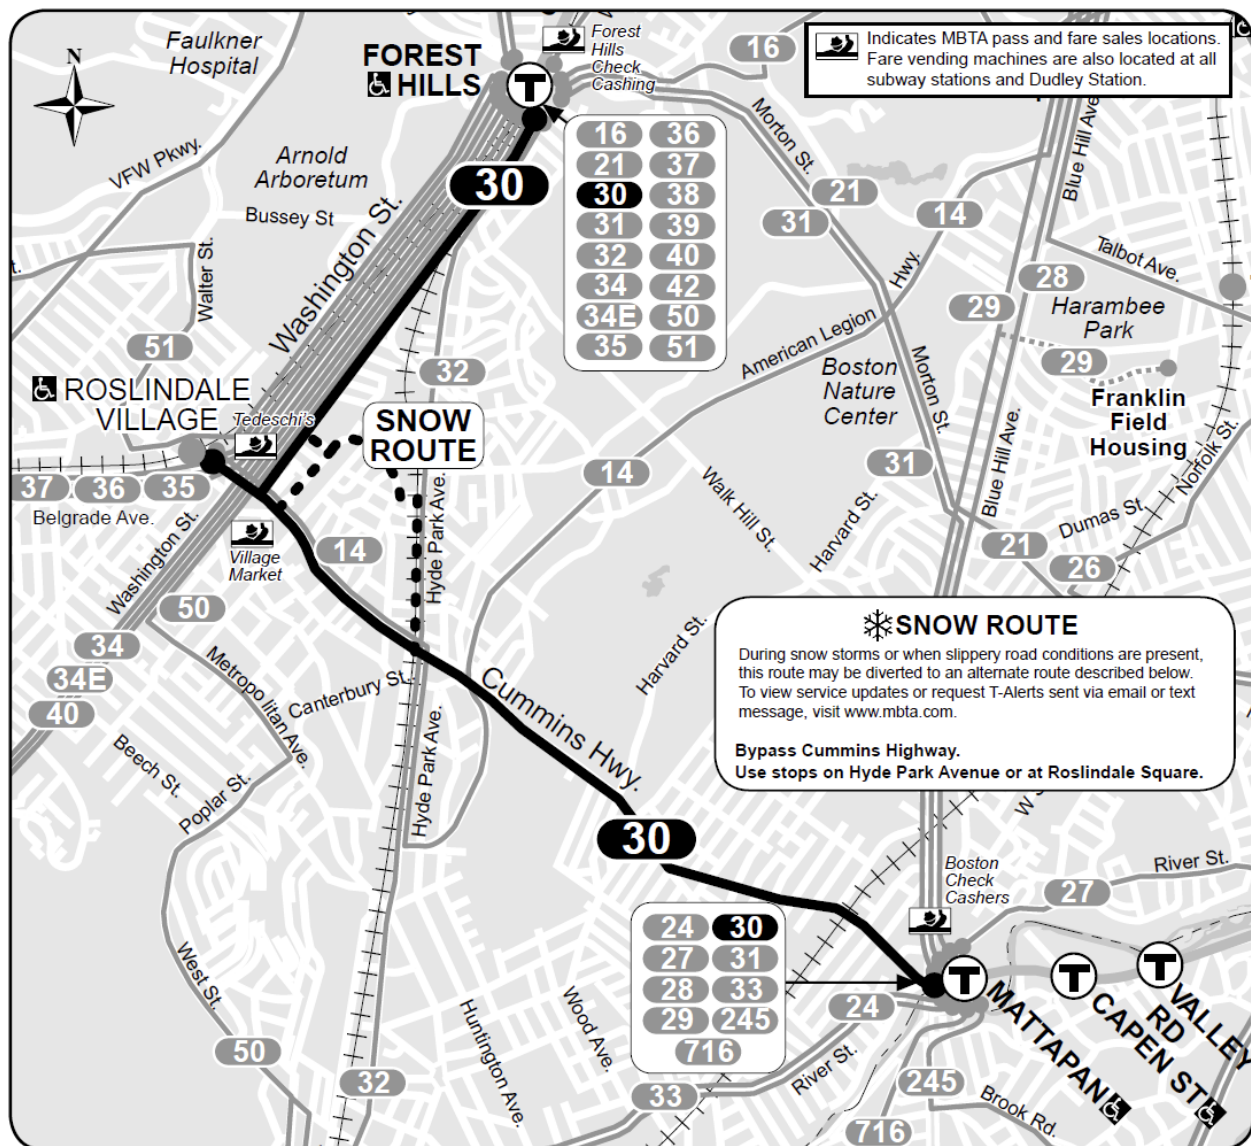 N
Faulkner
Hospital
FOREST
HILLS
T
Forest
Hills
Check
Cashing
16
Indicates MBTA pass and fare sales locations.
Fare vending machines are also located at all
subway stations and Dudley Station.
VFW Pkwy.
Arnold
Arboretum
Bussey St
Walter St.
t.
30
Washington St.
16 36
21 37
30 38
31 39
32 40
34 42
34E 50
35 51
Morton St.
21
31
14
Hwy.
American Legion
Blue Hill Ave.
Talbot Ave.
28
29
Harambee
Park
29
Franklin
Field
Housing
Boston
Nature
Center
Morton St.
Blue Hill Ave.
Norfolk St.
51
ROSLINDALE
VILLAGE
Tedeschi's
32
SNOW
ROUTE
37
36
35
Belgrade Ave.
Washington St.
Village
Market
14
Hyde Park Ave.
14
31
Walk Hill St.
Harvard St.
21
Dumas St.
26
50
34
34E
40
Metropolitan Ave.
Canterbury St.
Beech St.
Poplar St.
Hyde Park Ave.
Cummins Hwy.
Harvard St.
SNOW ROUTE
During snow storms or when slippery road conditions are present,
this route may be diverted to an alternate route described below.
To view service updates or request T-Alerts sent via email or text
message, visit www.mbta.com.
Bypass Cummins Highway.
Use stops on Hyde Park Avenue or at Roslindale Square.
30
Boston
Check
Cashers
River St.
27
24 30
27 31
28 33
29 245
716
T
MATTAPAN
T
CAPEN ST
T
VALLEY
RD
West St.
50
32
Huntington Ave.
Wood Ave.
33
River St.
24
245
716
Brook Rd.